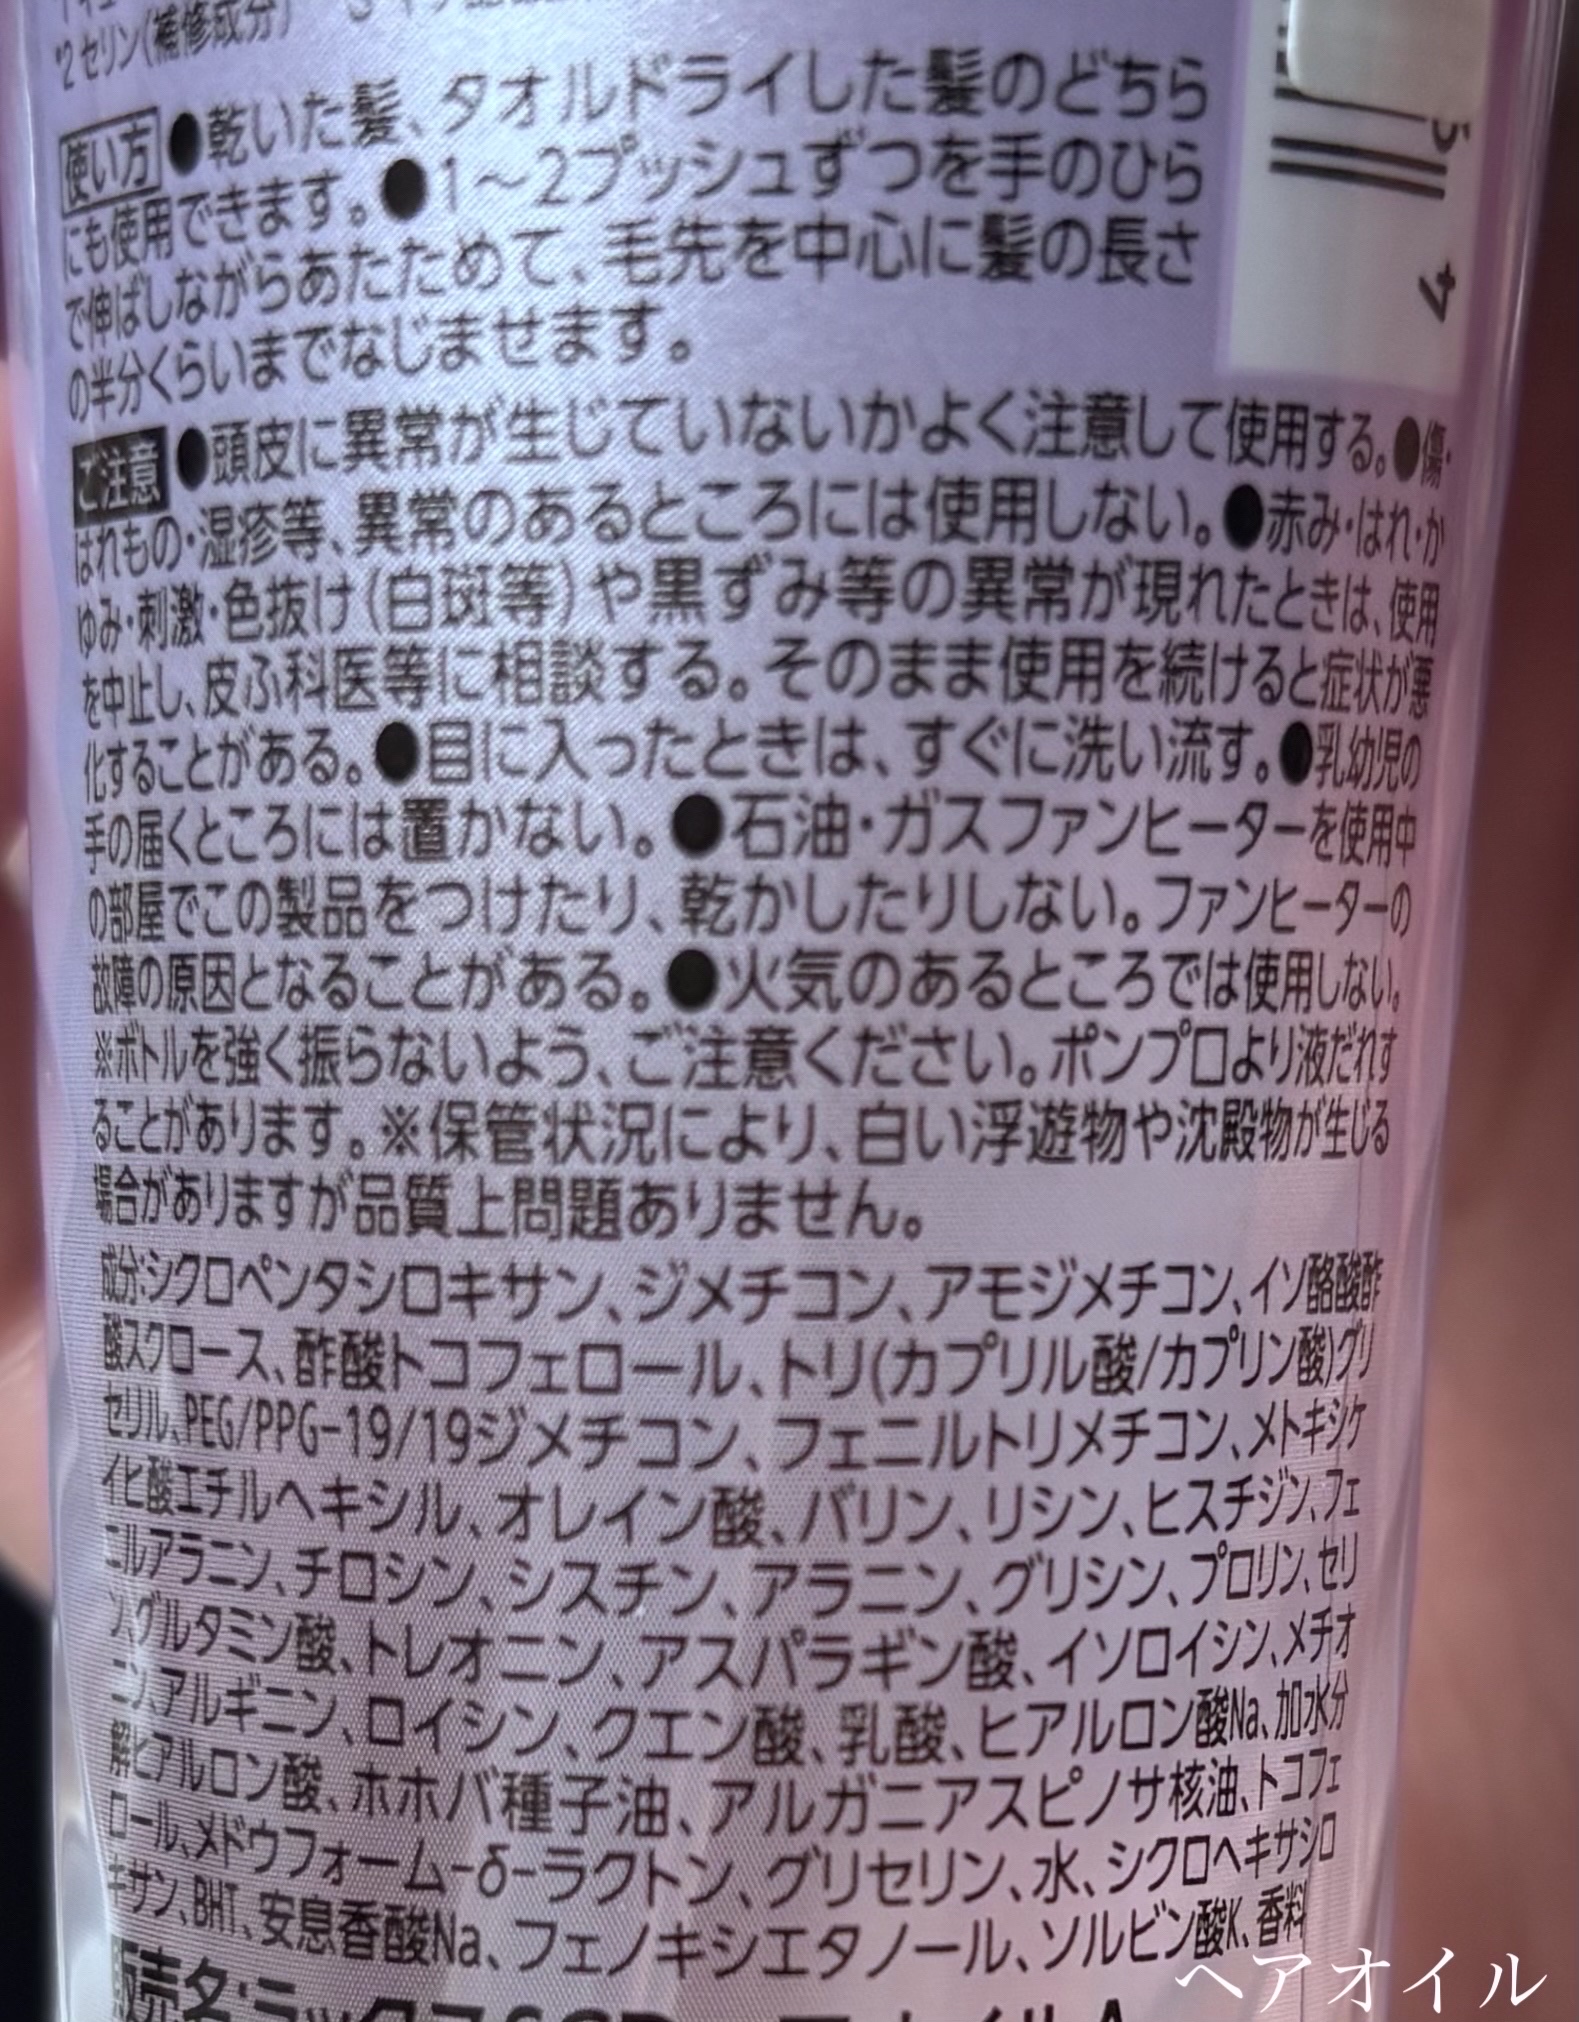 *2 セリン(補修成分)
使い方 ●乾いた髪、タオルドライした髪のどちら
にも使用できます。●1〜2プッシュずつを手のひら
で伸ばしながらあたためて、毛先を中心に髪の長さ
の半分くらいまでなじませます。
ご注意 ●頭皮に異常が生じていないかよく注意して使用する。●傷・
はれもの・湿疹等、異常のあるところには使用しない。●赤み・はれ・か
ゆみ・刺激・色抜け(白斑等)や黒ずみ等の異常が現れたときは、使用
を中止し、皮ふ科医等に相談する。そのまま使用を続けると症状が悪
化することがある。●目に入ったときは、すぐに洗い流す。●乳幼児の
手の届くところには置かない。●石油・ガスファンヒーターを使用中
の部屋でこの製品をつけたり、乾かしたりしない。ファンヒーターの
故障の原因となることがある。●火気のあるところでは使用しない。
※ボトルを強く振らないよう、ご注意ください。ポンプ口より液だれす
ることがあります。※保管状況により、白い浮遊物や沈殿物が生じる
場合がありますが品質上問題ありません。
成分:シクロペンタシロキサン、ジメチコン、アモジメチコン、イソ酪酸酢
酸スクロース、酢酸トコフェロール、トリ(カプリル酸/カプリン酸)グリ
セリル、PEG/PPG-19/19ジメチコン、フェニルトリメチコン、メトキシケ
イヒ酸エチルヘキシル、オレイン酸、バリン、リシン、ヒスチジン、フェ
ニルアラニン、チロシン、シスチン、アラニン、グリシン、プロリン、セリ
ン、グルタミン酸、トレオニン、アスパラギン酸、イソロイシン、メチオ
ニン、アルギニン、ロイシン、クエン酸、乳酸、ヒアルロン酸Na、加水分
解ヒアルロン酸、ホホバ種子油、アルガニアスピノサ核油、トコフェ
ロール、メドウフォーム-δ-ラクトン、グリセリン、水、シクロヘキサシロ
キサン、BHT、安息香酸Na、フェノキシエタノール、ソルビン酸K、香料
販売名:
5
4
ヘアオイル